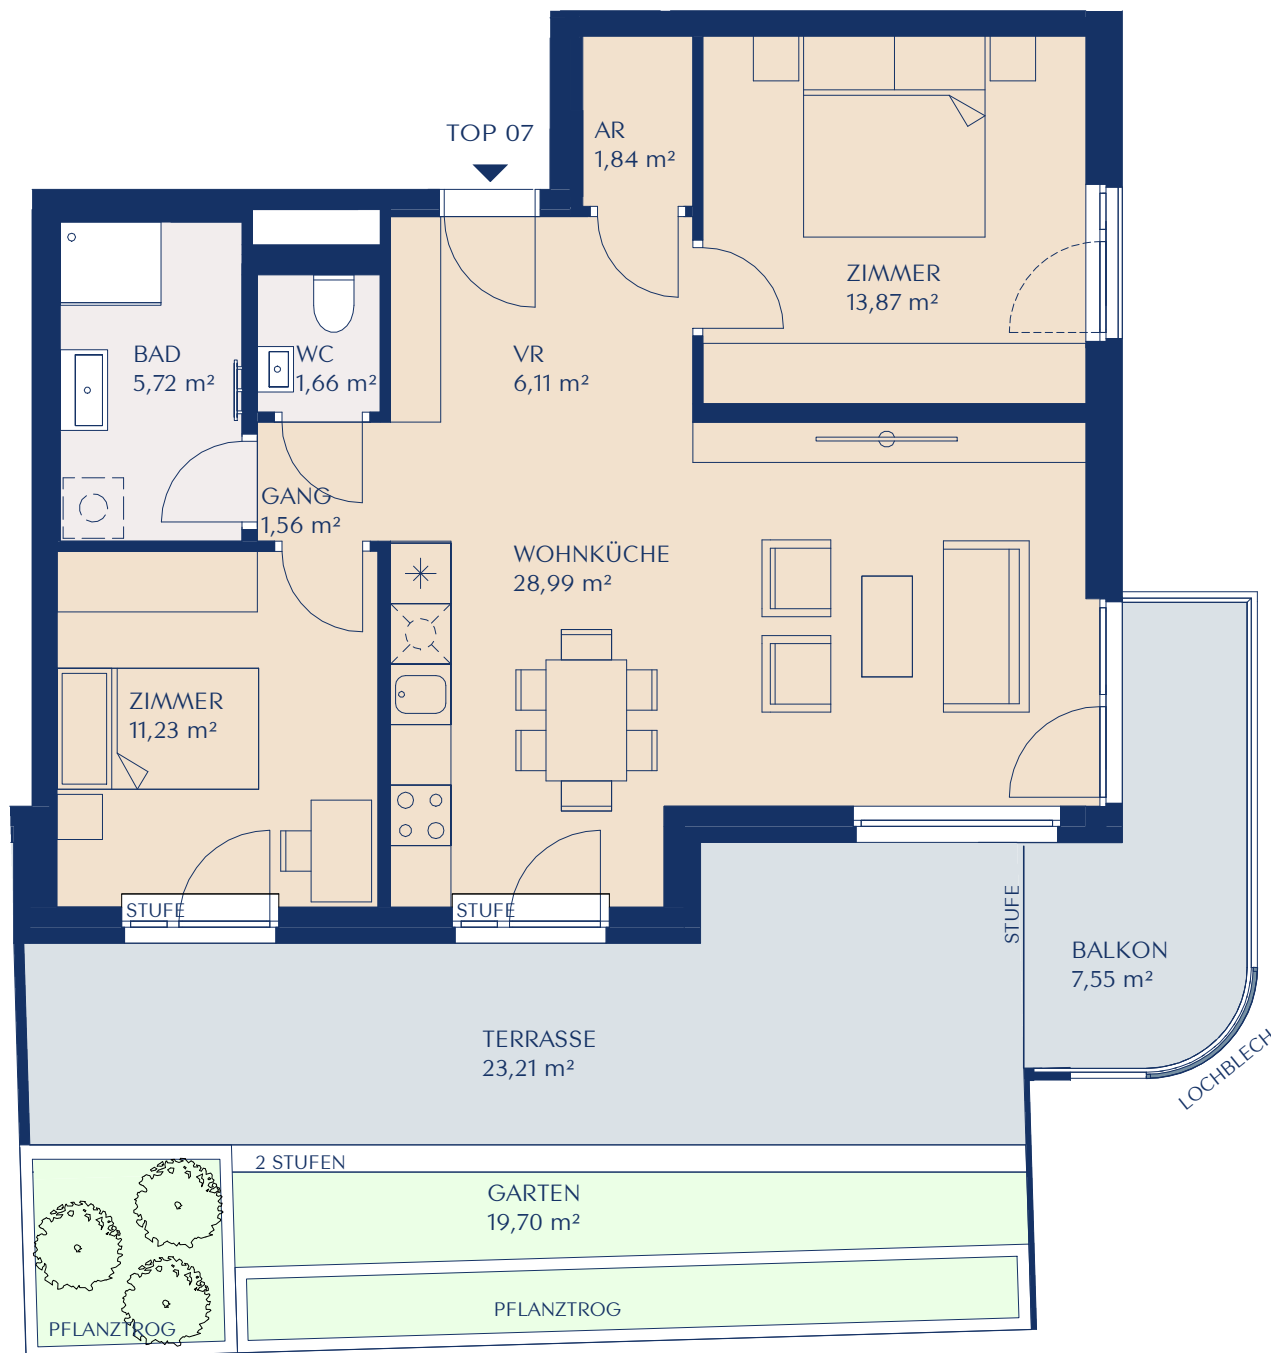 TOP 07
AR
1,84 m²
ZIMMER
13,87 m²
BAD
5,72 m²
WC
1,66 m²
VR
6,11 m²
GANG
1,56 m²
WOHNKÜCHE
28,99 m²
ZIMMER
11,23 m²
STUFE
STUFE
STUFE
BALKON
7,55 m²
TERRASSE
23,21 m²
LOCHBLECH
2 STUFEN
GARTEN
19,70 m²
PFLANZTROG
PFLANZTROG